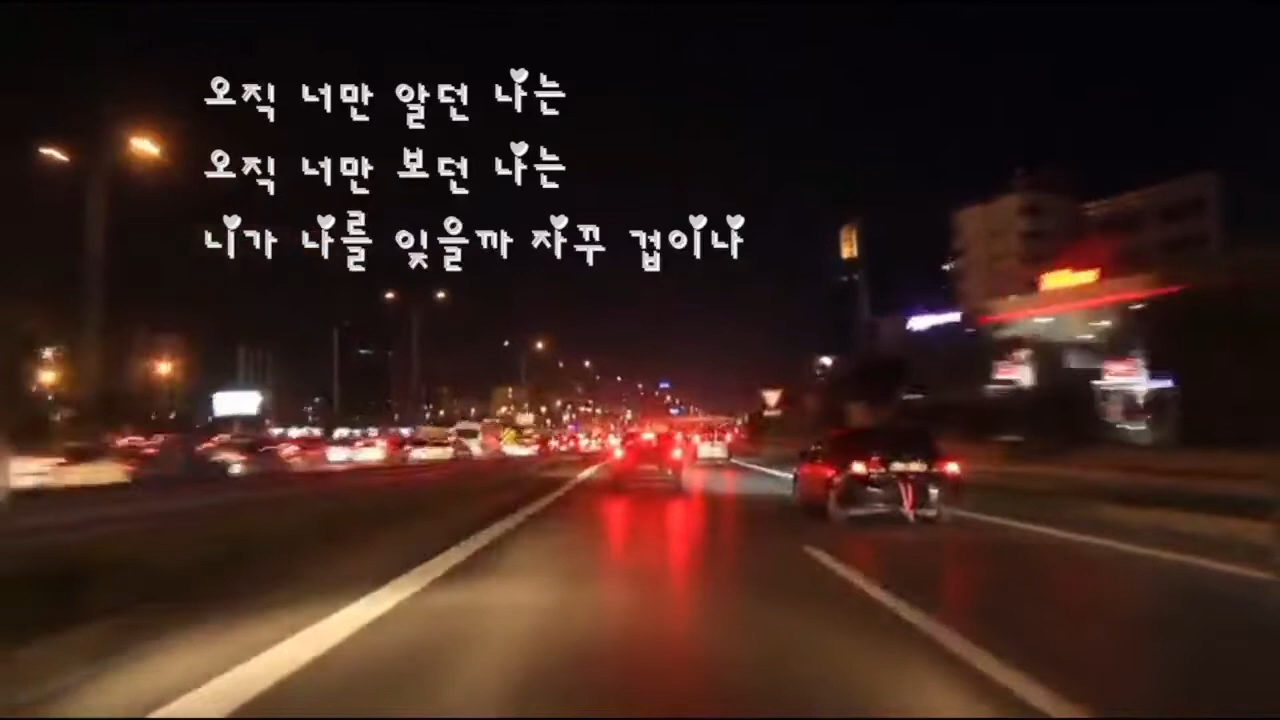 오직 너만 알던 나는
오직 너만 보던 나는
니가 나를 잊을까 자꾸 겁이나